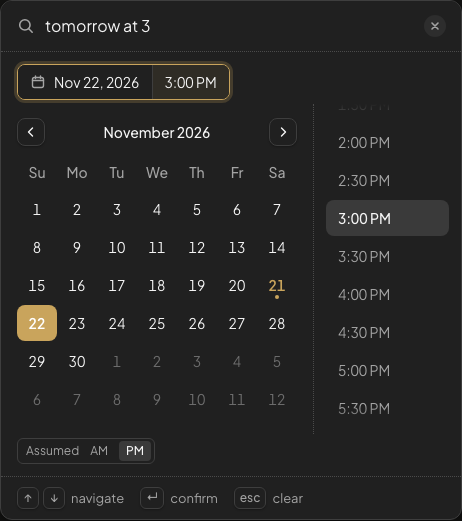 tomorrow at 3
Nov 22, 2026 3:00 PM
November 2026
Su Mo Tu We Th Fr Sa
1 2 3 4 5 6 7
8 9 10 11 12 13 14
15 16 17 18 19 20 21
22 23 24 25 26 27 28
29 30 1 2 3 4 5
6 7 8 9 10 11 12
2:00 PM
2:30 PM
3:00 PM
3:30 PM
4:00 PM
4:30 PM
5:00 PM
5:30 PM
Assumed AM PM
↑ ↓ navigate ↵ confirm esc clear